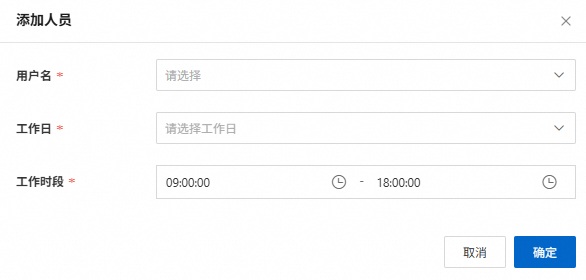 添加人员
用户名 * 请选择
工作日 * 请选择工作日
工作时段 * 09:00:00 - 18:00:00
取消 确定